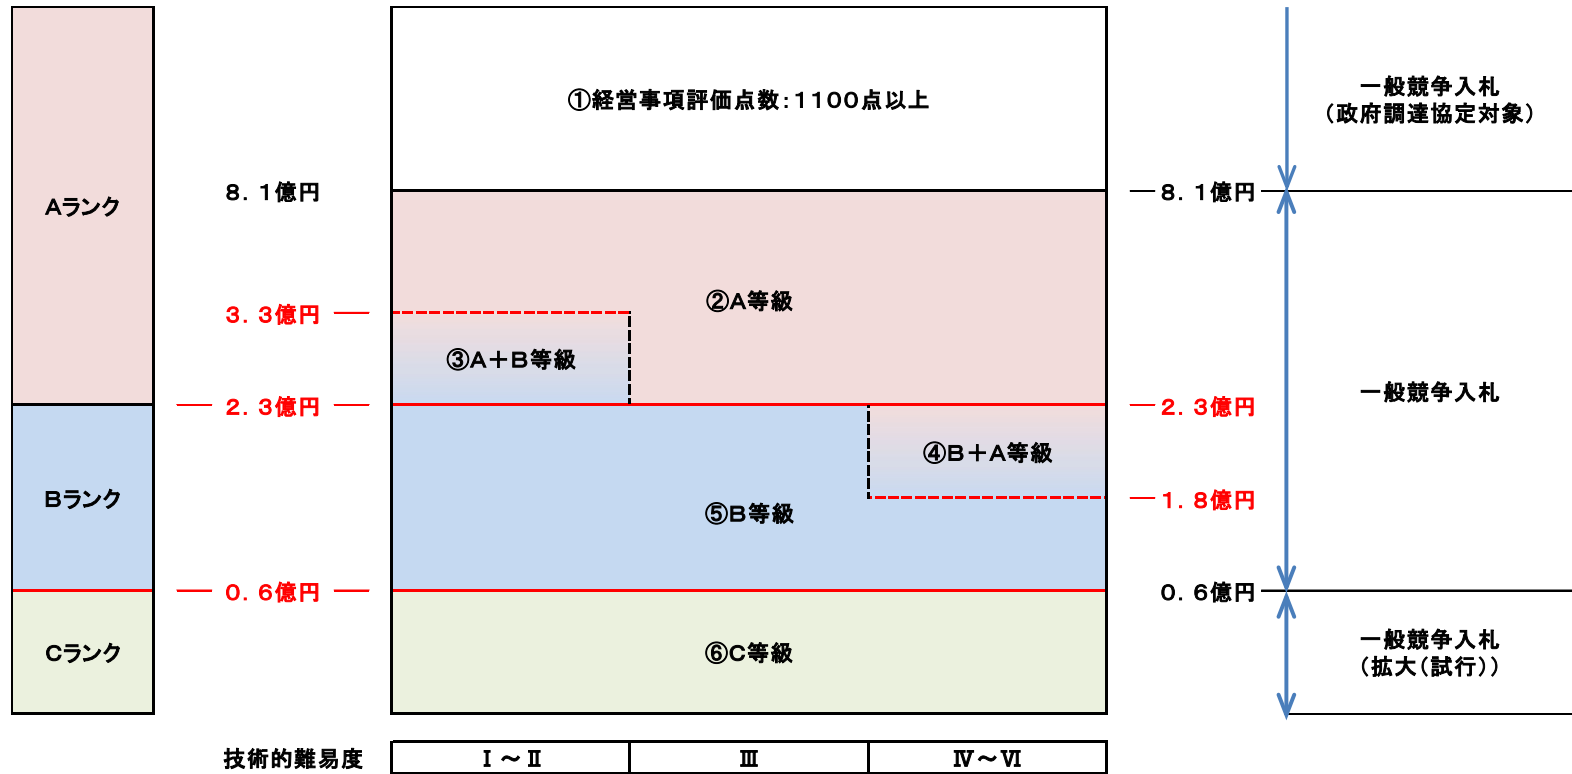 ①経営事項評価点数：１１００点以上
一般競争入札
（政府調達協定対象）
Ａランク
８．１億円
８．１億円
②Ａ等級
３．３億円
③Ａ＋Ｂ等級
一般競争入札
２．３億円
２．３億円
④Ｂ＋Ａ等級
Ｂランク
１．８億円
⑤Ｂ等級
０．６億円
０．６億円
Ｃランク
⑥Ｃ等級
一般競争入札
（拡大（試行））
技術的難易度
Ⅰ～Ⅱ
Ⅲ
Ⅳ～Ⅵ